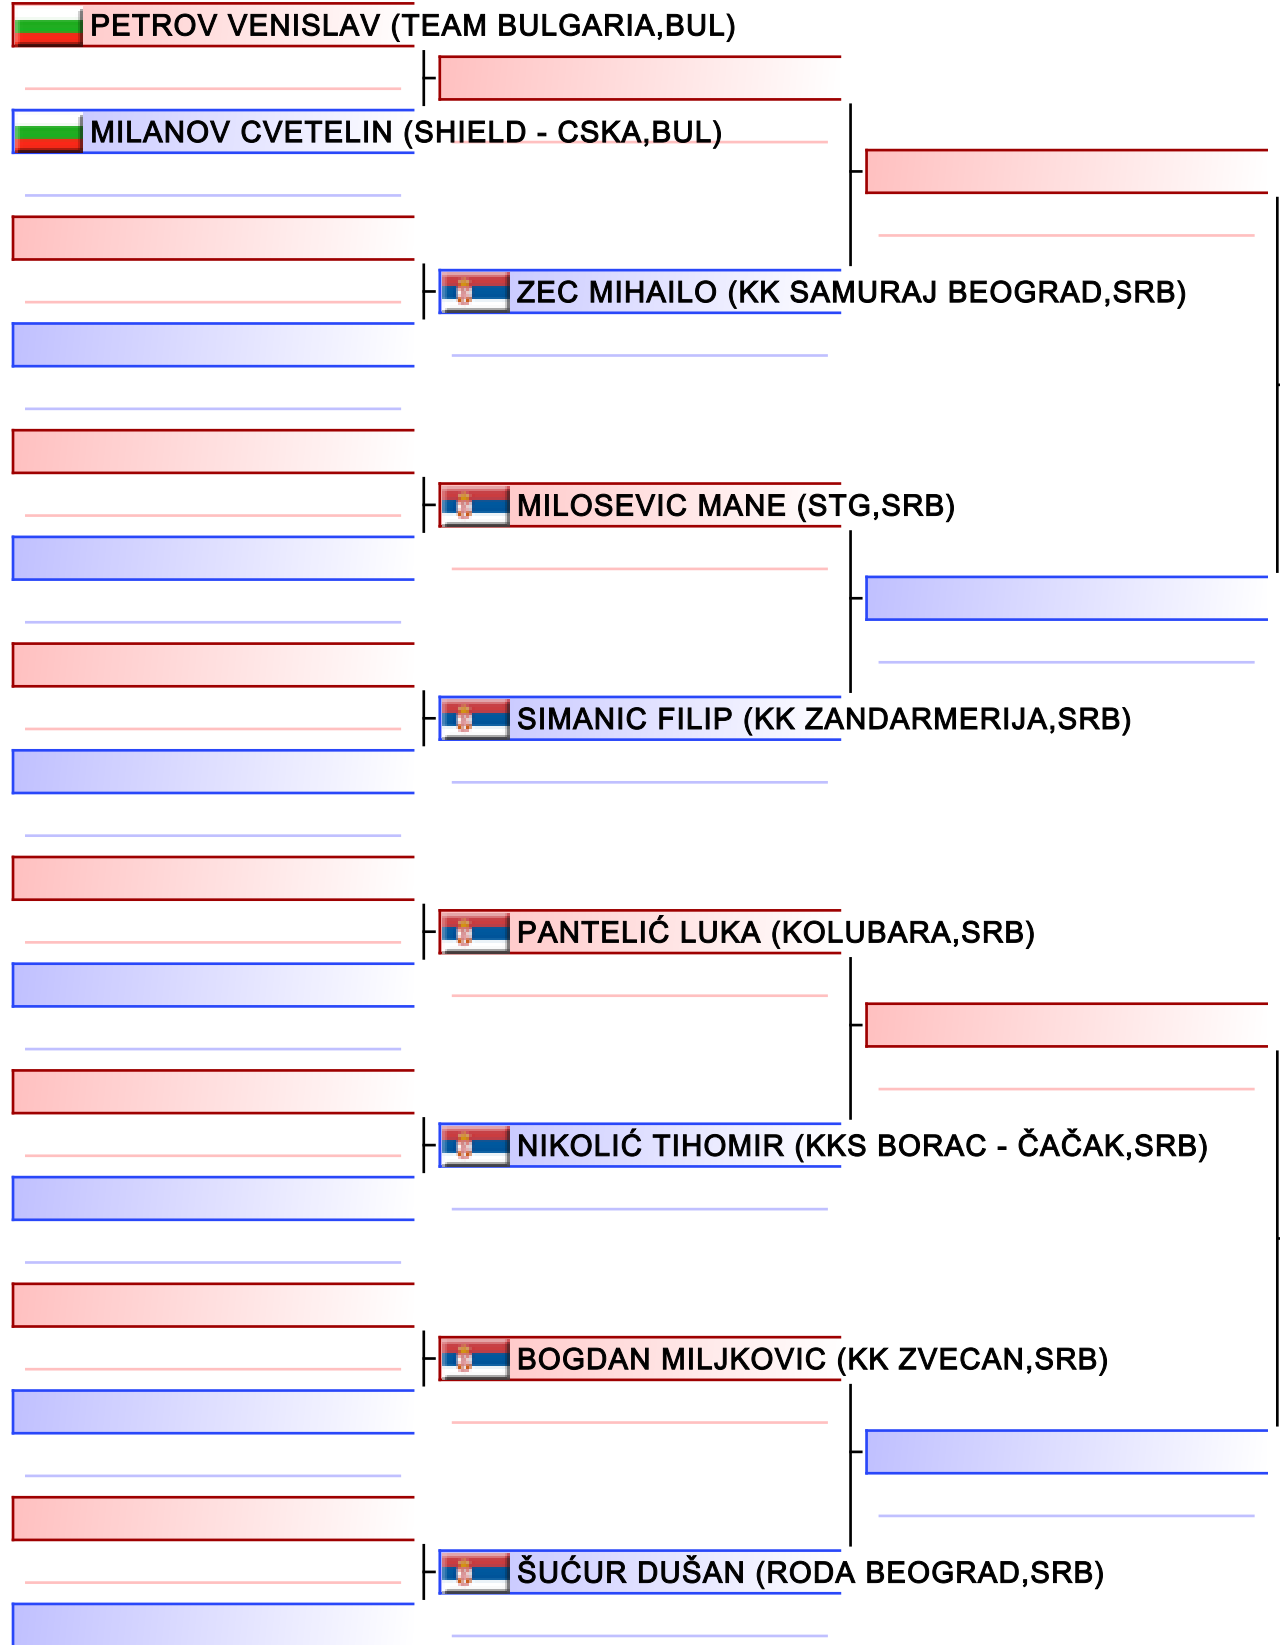 PETROV VENISLAV (TEAM BULGARIA,BUL)
MILANOV CVETELIN (SHIELD - CSKA,BUL)
ZEC MIHAILO (KK SAMURAJ BEOGRAD,SRB)
MILOSEVIC MANE (STG,SRB)
SIMANIC FILIP (KK ZANDARMERIJA,SRB)
PANTELIĆ LUKA (KOLUBARA,SRB)
NIKOLIĆ TIHOMIR (KKS BORAC - ČAČAK,SRB)
BOGDAN MILJKOVIC (KK ZVECAN,SRB)
ŠUĆUR DUŠAN (RODA BEOGRAD,SRB)